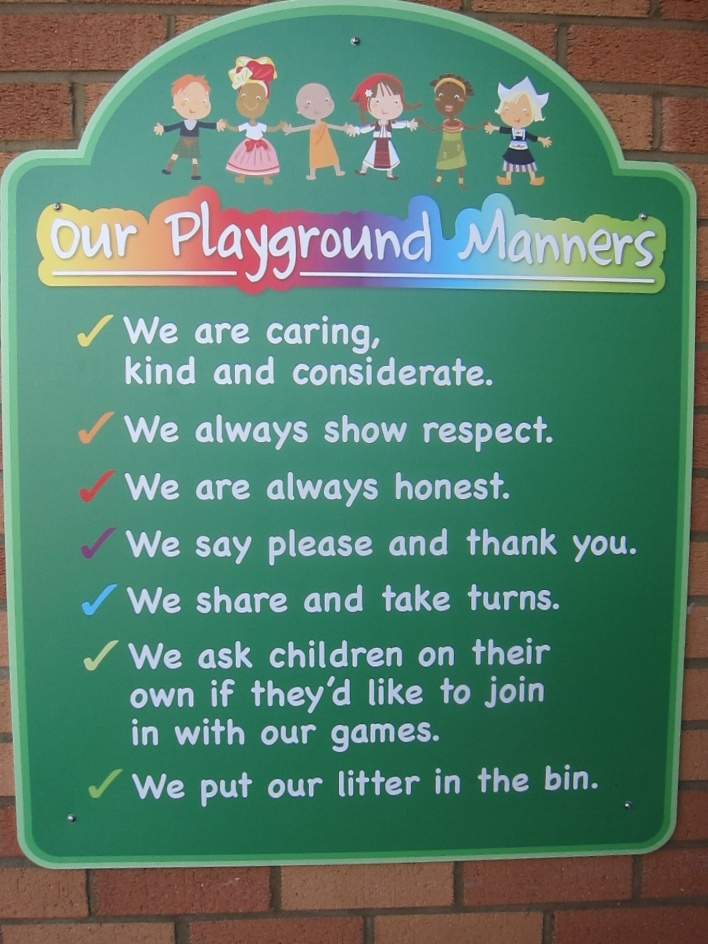 Our Playground Manners
We are caring,
kind and considerate.
We always show respect.
We are always honest.
We say please and thank you.
We share and take turns.
We ask children on their
own if they'd like to join
in with our games.
We put our litter in the bin.